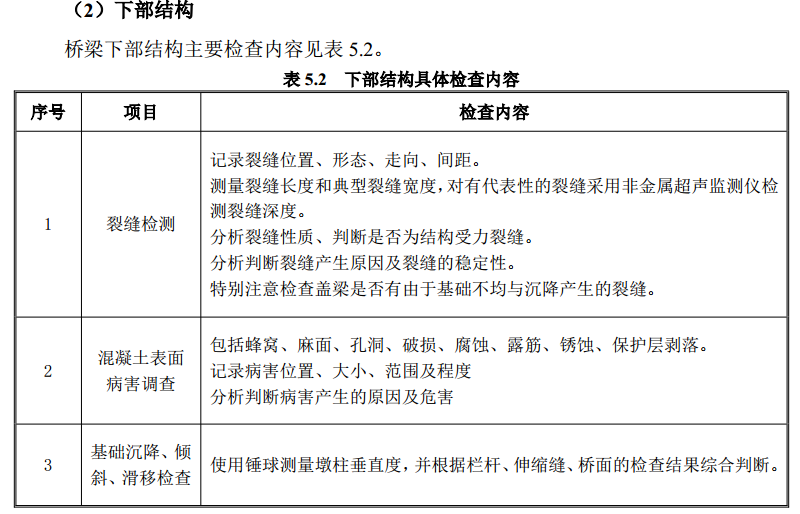 （2）下部结构
桥梁下部结构主要检查内容见表 5.2。
表 5.2 下部结构具体检查内容
序号 项目 检查内容
1 裂缝检测
记录裂缝位置、形态、走向、间距。
测量裂缝长度和典型裂缝宽度，对有代表性的裂缝采用非金属超声监测仪检
测裂缝深度。
分析裂缝性质、判断是否为结构受力裂缝。
分析判断裂缝产生原因及裂缝的稳定性。
特别注意检查盖梁是否有由于基础不均与沉降产生的裂缝。
2 混凝土表面
病害调查
包括蜂窝、麻面、孔洞、破损、腐蚀、露筋、锈蚀、保护层剥落。
记录病害位置、大小、范围及程度
分析判断病害产生的原因及危害
3 基础沉降、倾
斜、滑移检查
使用锤球测量墩柱垂直度，并根据栏杆、伸缩缝、桥面的检查结果综合判断。